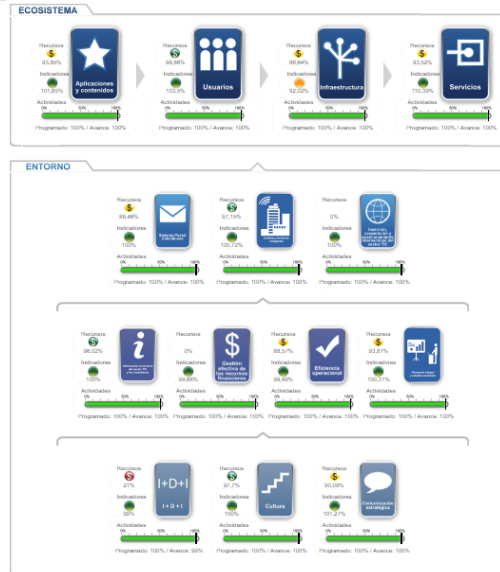 ECOSISTEMA
Recursos
93,85%
Indicadores
101,65%
Actividades
0% 50% 100%
Programado: 100% / Avance: 100%
Aplicaciones
y contenidos
Recursos
98,88%
Indicadores
103,5%
Actividades
0% 50% 100%
Programado: 100% / Avance: 100%
Usuarios
Recursos
88,84%
Indicadores
92,02%
Actividades
0% 50% 100%
Programado: 100% / Avance: 100%
Infraestructura
Recursos
93,52%
Indicadores
110,39%
Actividades
0% 50% 100%
Programado: 100% / Avance: 100%
Servicios
ENTORNO
Recursos
88,46%
Indicadores
100%
Actividades
0% 50% 100%
Programado: 100% / Avance: 100%
Recursos
97,15%
Indicadores
100,72%
Actividades
0% 50% 100%
Programado: 100% / Avance: 100%
Recursos
0%
Indicadores
100%
Actividades
0% 50% 100%
Programado: 100% / Avance: 100%
Recursos
96,02%
Indicadores
100%
Actividades
0% 50% 100%
Programado: 100% / Avance: 100%
Recursos
0%
Indicadores
99,88%
Actividades
0% 50% 100%
Programado: 100% / Avance: 100%
Gestión
efectiva de
los recursos
financieros
Recursos
88,57%
Indicadores
99,49%
Actividades
0% 50% 100%
Programado: 100% / Avance: 100%
Eficiencia
operacional
Recursos
93,81%
Indicadores
100,31%
Actividades
0% 50% 100%
Programado: 100% / Avance: 100%
Recursos
21%
Indicadores
99%
Actividades
0% 50% 100%
Programado: 100% / Avance: 99%
I+D+I
I+D+I
Recursos
97,7%
Indicadores
100%
Actividades
0% 50% 100%
Programado: 100% / Avance: 100%
Cultura
Recursos
90,09%
Indicadores
101,27%
Actividades
0% 50% 100%
Programado: 100% / Avance: 100%
Comunicación
estratégica